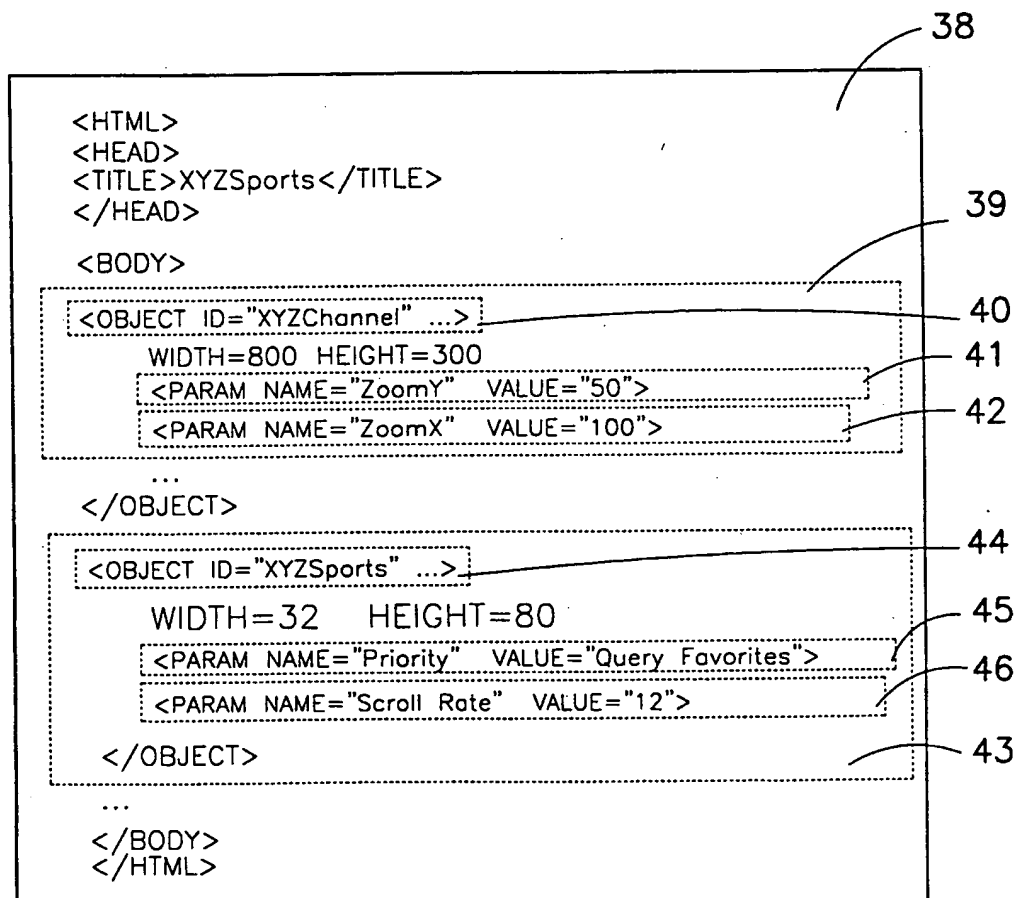 38
<HTML>
<HEAD>
<TITLE>XYZSports</TITLE>
</HEAD>
39
<BODY>
<OBJECT ID="XYZChannel" ...>
40
WIDTH=800 HEIGHT=300
41
<PARAM NAME="ZoomY" VALUE="50">
42
<PARAM NAME="ZoomX" VALUE="100">
...
</OBJECT>
44
<OBJECT ID="XYZSports" ...>
WIDTH=32 HEIGHT=80
45
<PARAM NAME="Priority" VALUE="Query Favorites">
46
<PARAM NAME="Scroll Rate" VALUE="12">
</OBJECT>
43
...
</BODY>
</HTML>